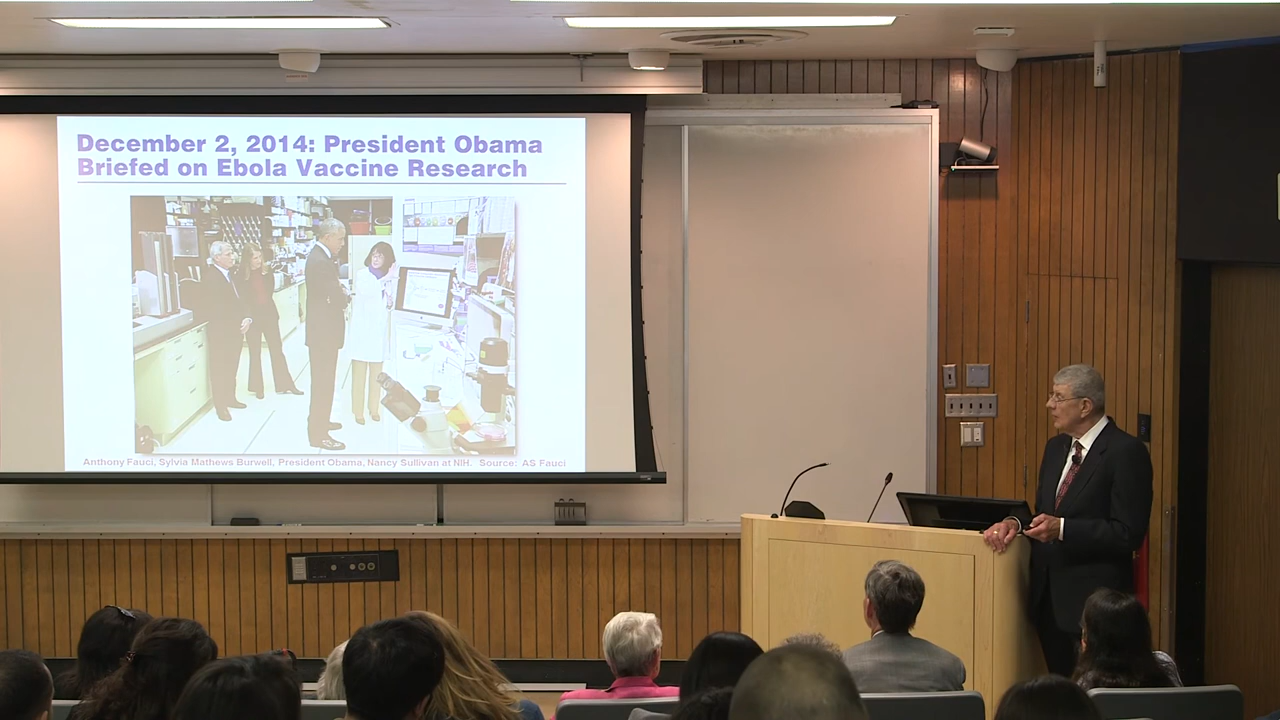 December 2, 2014: President Obama
Briefed on Ebola Vaccine Research
Anthony Fauci, Sylvia Mathews Burwell, President Obama, Nancy Sullivan at NIH. Source: AS Fauci